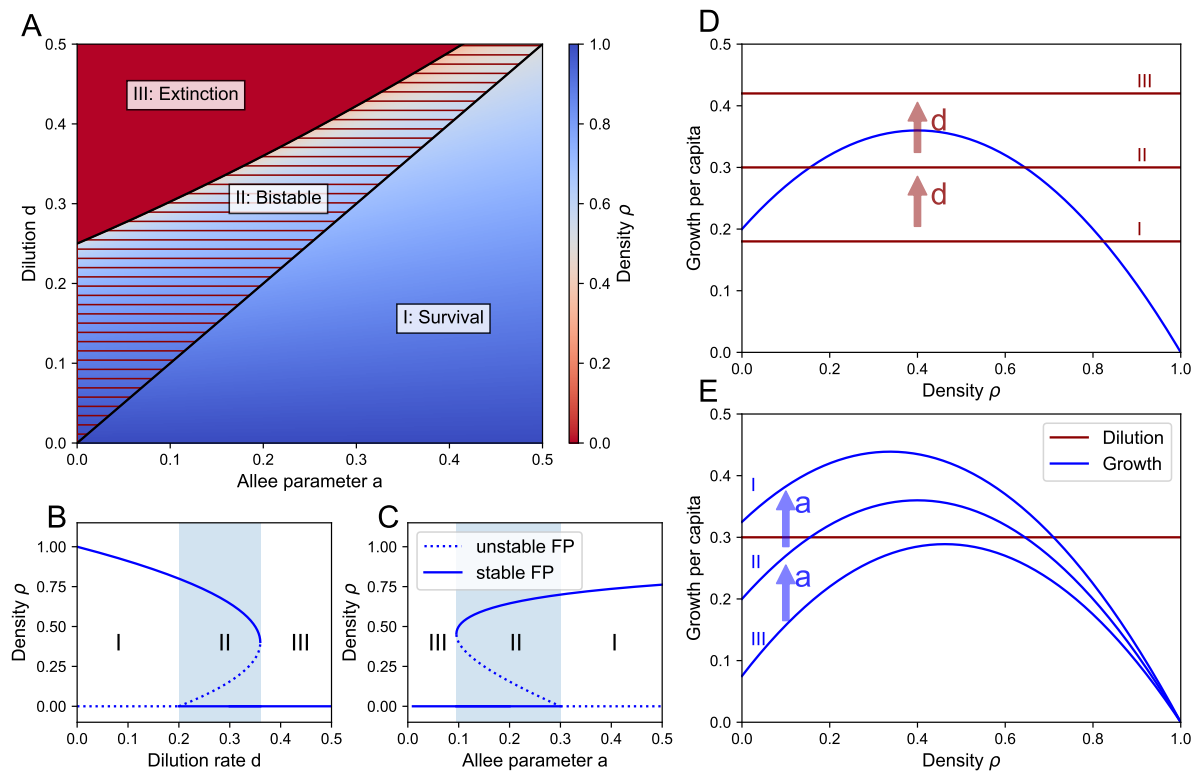 A
0.5
0.4
0.3
0.2
0.1
0.0
Dilution d
III: Extinction
II: Bistable
I: Survival
0.0 0.1 0.2 0.3 0.4 0.5
Allee parameter a
1.0
0.8
0.6
0.4
0.2
0.0
Density ρ
B
1.00
0.75
0.50
0.25
0.00
Density ρ
I II III
0.0 0.1 0.2 0.3 0.4 0.5
Dilution rate d
C
unstable FP
stable FP
1.00
0.75
0.50
0.25
0.00
Density ρ
III II I
0.0 0.1 0.2 0.3 0.4 0.5
Allee parameter a
D
0.5
0.4
0.3
0.2
0.1
0.0
Growth per capita
III
d
II
d
I
0.0 0.2 0.4 0.6 0.8 1.0
Density ρ
E
0.5
0.4
0.3
0.2
0.1
0.0
Growth per capita
Dilution
Growth
I
a
II
a
III
0.0 0.2 0.4 0.6 0.8 1.0
Density ρ